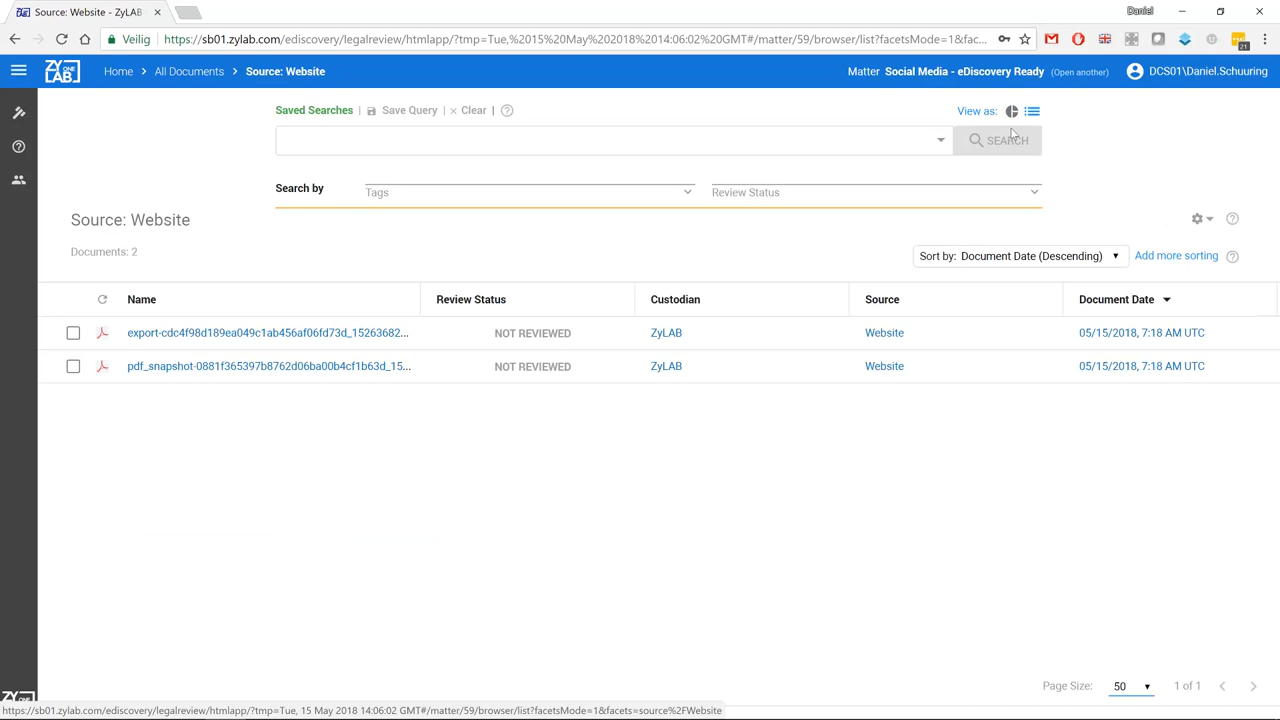 Source: Website - ZyLAB
Daniel
Veilig
https://sb01.zylab.com/ediscovery/legalreview/htmlapp/?tmp=Tue,%2015%20May%202018%2014:06:02%20GMT#/matter/59/browser/list?facetsMode=1&fac...
21
ZY ONE LAB
Home > All Documents > Source: Website
Matter Social Media - eDiscovery Ready (Open another)
DCS01\Daniel.Schuuring
Saved Searches | Save Query | × Clear |
View as:
SEARCH
Search by Tags Review Status
Source: Website
Documents: 2
Sort by: Document Date (Descending) Add more sorting
Name Review Status Custodian Source Document Date
export-cdc4f98d189ea049c1ab456af06fd73d_15263682... NOT REVIEWED ZyLAB Website 05/15/2018, 7:18 AM UTC
pdf_snapshot-0881f365397b8762d06ba00b4cf1b63d_15... NOT REVIEWED ZyLAB Website 05/15/2018, 7:18 AM UTC
Page Size: 50 1 of 1
https://sb01.zylab.com/ediscovery/legalreview/htmlapp/?tmp=Tue, 15 May 2018 14:06:02 GMT#/matter/59/browser/list?facetsMode=1&facets=source%2FWebsite